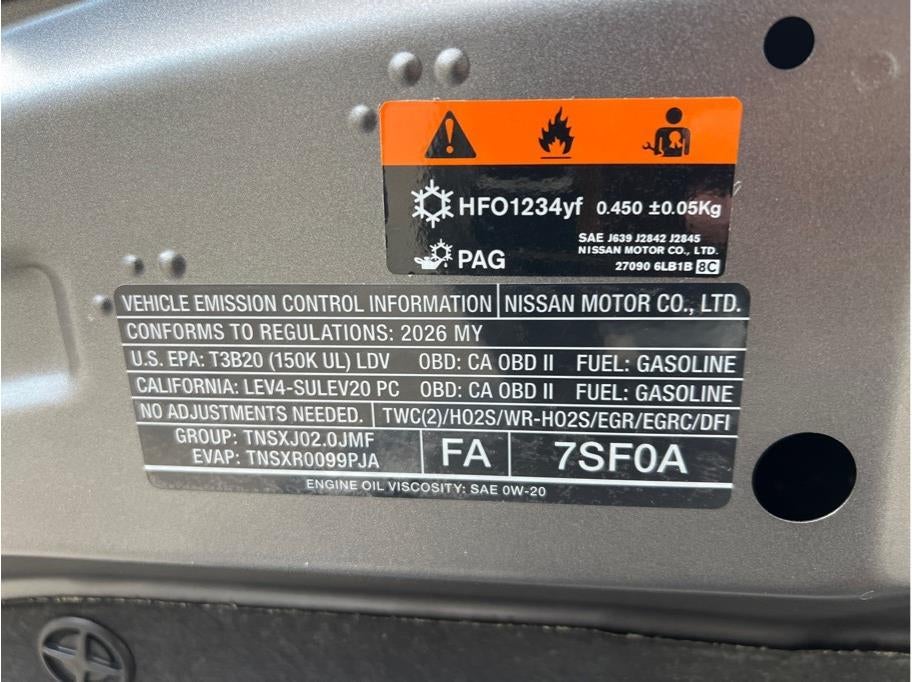 HFO1234yf 0.450 ±0.05Kg
SAE J639 J2842 J2845
NISSAN MOTOR CO., LTD.
PAG
27090 6LB1B 8C
VEHICLE EMISSION CONTROL INFORMATION NISSAN MOTOR CO., LTD.
CONFORMS TO REGULATIONS: 2026 MY
U.S. EPA: T3B20 (150K UL) LDV OBD: CA OBD II FUEL: GASOLINE
CALIFORNIA: LEV4-SULEV20 PC OBD: CA OBD II FUEL: GASOLINE
NO ADJUSTMENTS NEEDED. TWC(2)/HO2S/WR-HO2S/EGR/EGRC/DFI
GROUP: TNSXJ02.0JMF
EVAP: TNSXR0099PJA
FA 7SF0A
ENGINE OIL VISCOSITY: SAE 0W-20